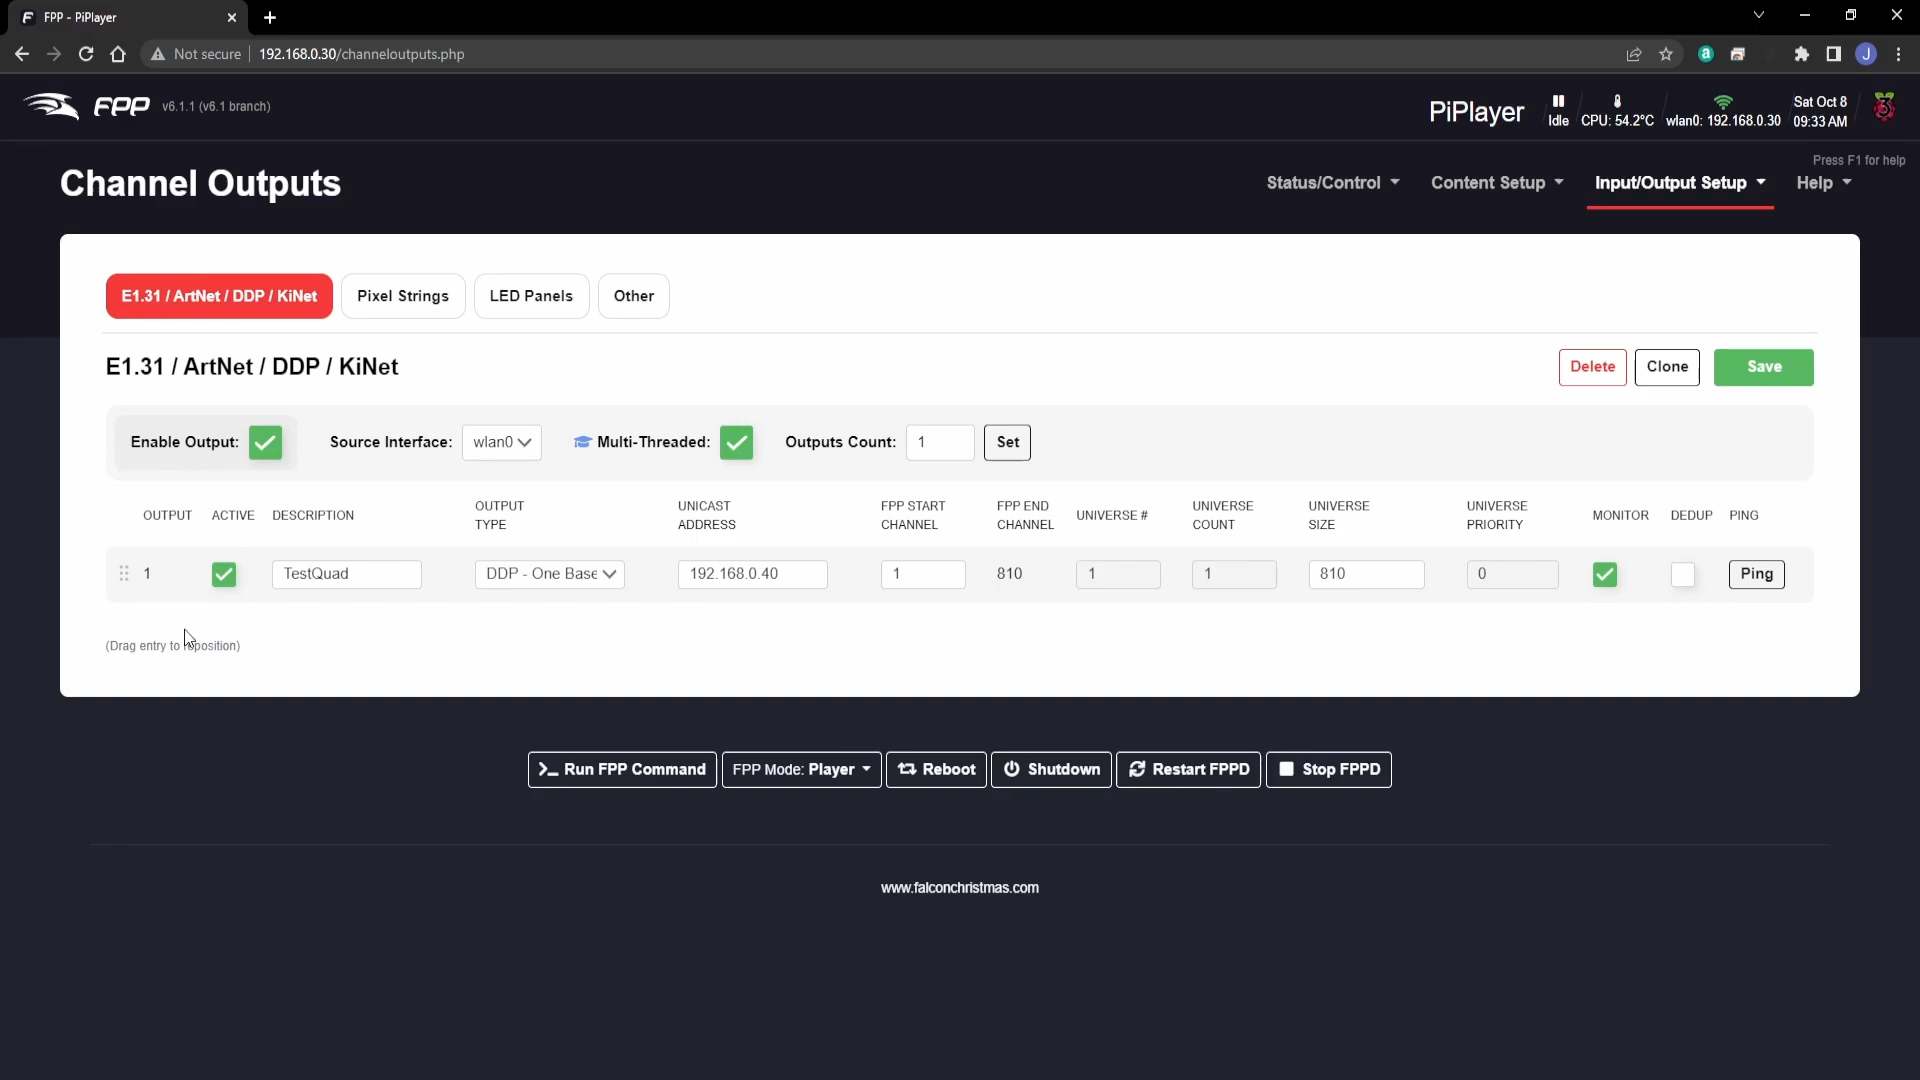 FPP - PiPlayer
Not secure
192.168.0.30/channeloutputs.php
a
J
FPP v6.1.1 (v6.1 branch)
PiPlayer
Idle
CPU: 54.2°C
wlan0: 192.168.0.30
Sat Oct 8
09:33 AM
Press F1 for help
Channel Outputs
Status/Control
Content Setup
Input/Output Setup
Help
E1.31 / ArtNet / DDP / KiNet
Pixel Strings
LED Panels
Other
E1.31 / ArtNet / DDP / KiNet
Delete
Clone
Save
Enable Output:
Source Interface: wlan0
Multi-Threaded:
Outputs Count: 1
Set
OUTPUT
ACTIVE
DESCRIPTION
OUTPUT
TYPE
UNICAST
ADDRESS
FPP START
CHANNEL
FPP END
CHANNEL
UNIVERSE #
UNIVERSE
COUNT
UNIVERSE
SIZE
UNIVERSE
PRIORITY
MONITOR
DEDUP
PING
1
TestQuad
DDP - One Base
192.168.0.40
1
810
1
1
810
0
Ping
(Drag entry to reposition)
Run FPP Command
FPP Mode: Player
Reboot
Shutdown
Restart FPPD
Stop FPPD
www.falconchristmas.com